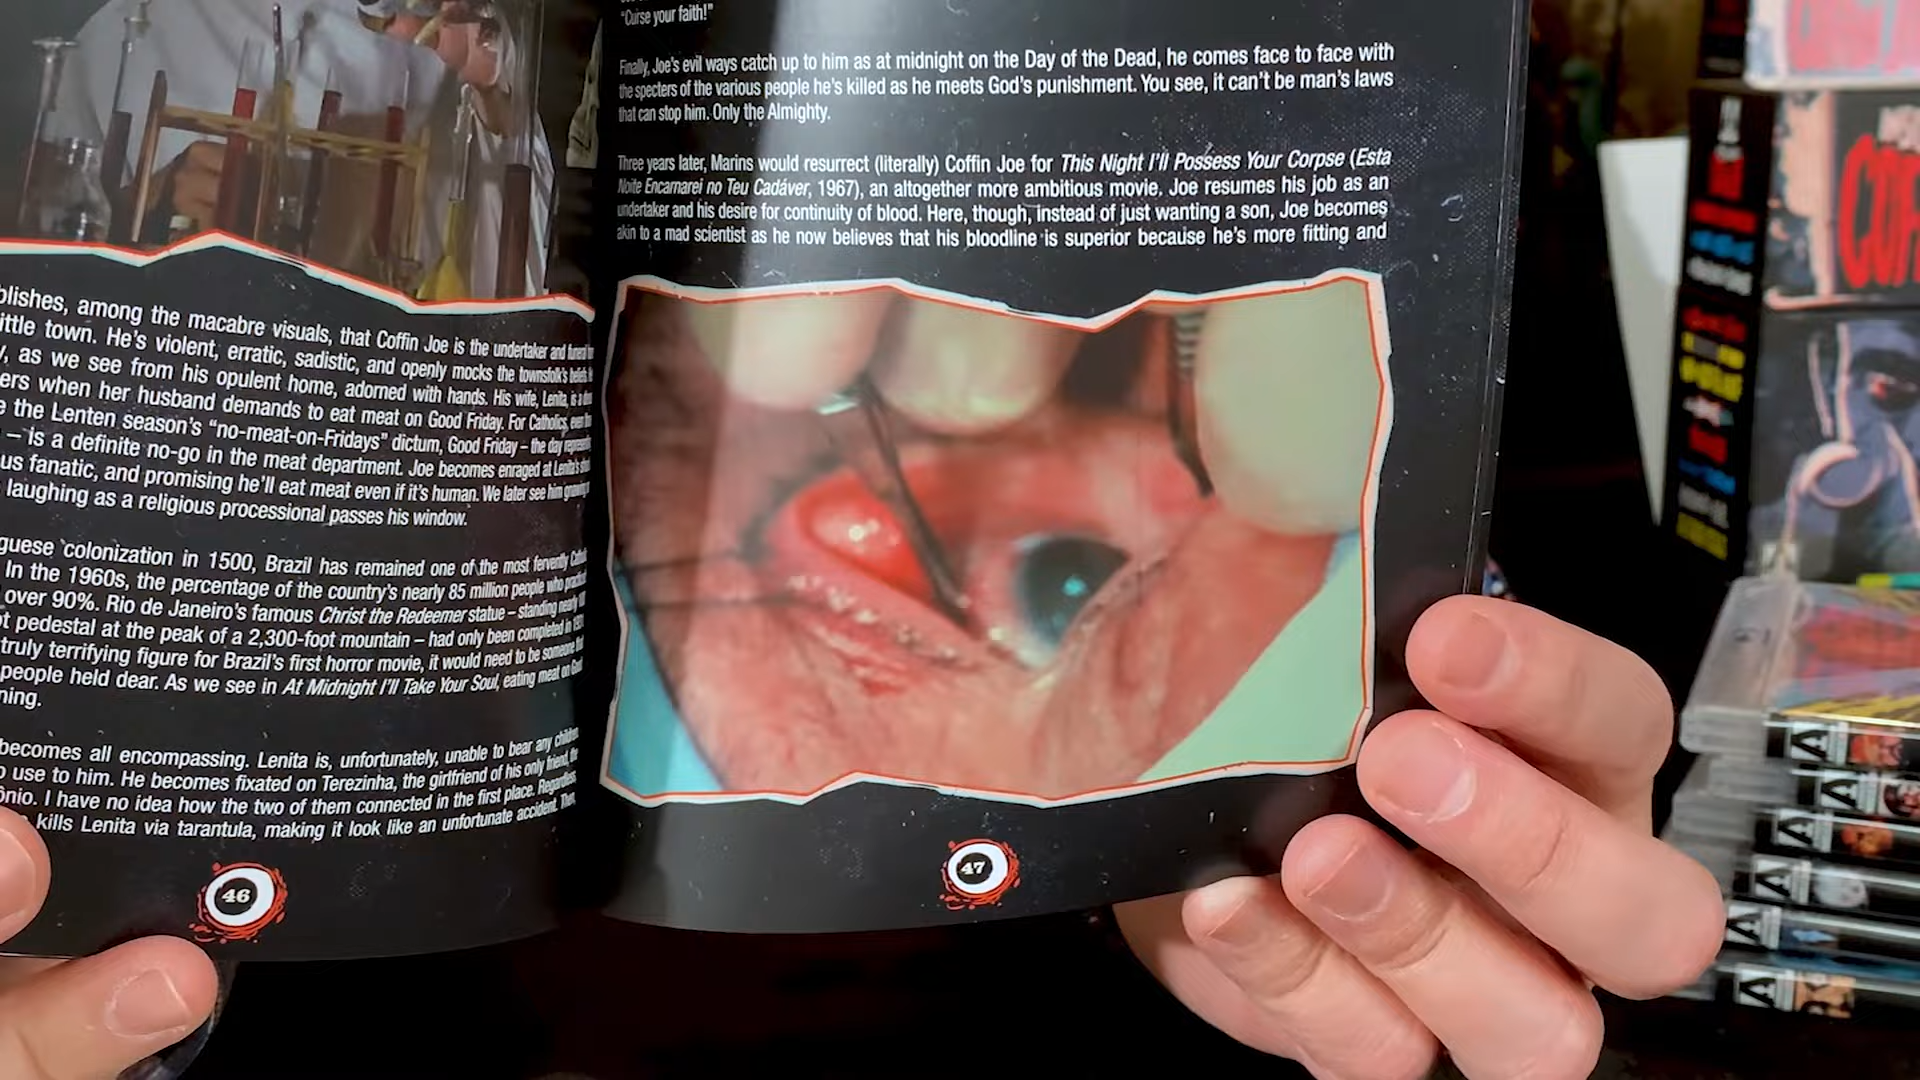 blishes, among the macabre visuals, that Coffin Joe is the undertaker and funeral
ittle town. He's violent, erratic, sadistic, and openly mocks the townsfolk's beliefs.
, as we see from his opulent home, adorned with hands. His wife, Lenita, is a
ers when her husband demands to eat meat on Good Friday. For Catholics, even
e the Lenten season's "no-meat-on-Fridays" dictum, Good Friday – the day
– is a definite no-go in the meat department. Joe becomes enraged at Lenita's
us fanatic, and promising he'll eat meat even if it's human. We later see him
laughing as a religious processional passes his window.
guese colonization in 1500, Brazil has remained one of the most fervently
In the 1960s, the percentage of the country's nearly 85 million people who
over 90%. Rio de Janeiro's famous Christ the Redeemer statue – standing nearly
t pedestal at the peak of a 2,300-foot mountain – had only been completed in
truly terrifying figure for Brazil's first horror movie, it would need to be someone
people held dear. As we see in At Midnight I'll Take Your Soul, eating meat on
ning.
becomes all encompassing. Lenita is, unfortunately, unable to bear any
o use to him. He becomes fixated on Terezinha, the girlfriend of his only friend,
ônio. I have no idea how the two of them connected in the first place. Regardless,
kills Lenita via tarantula, making it look like an unfortunate accident. Then,
46
"Curse your faith!"
Finally, Joe's evil ways catch up to him as at midnight on the Day of the Dead, he comes face to face with
the specters of the various people he's killed as he meets God's punishment. You see, it can't be man's laws
that can stop him. Only the Almighty.
Three years later, Marins would resurrect (literally) Coffin Joe for This Night I'll Possess Your Corpse (Esta
Noite Encarnarei no Teu Cadáver, 1967), an altogether more ambitious movie. Joe resumes his job as an
undertaker and his desire for continuity of blood. Here, though, instead of just wanting a son, Joe becomes
akin to a mad scientist as he now believes that his bloodline is superior because he's more fitting and
47